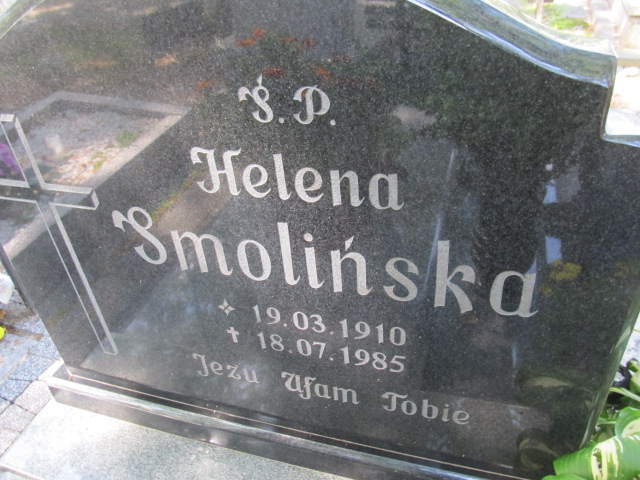 Ś.P.
Helena
Smolińska
✧ 19.03.1910
✝ 18.07.1985
Jezu Ufam Tobie